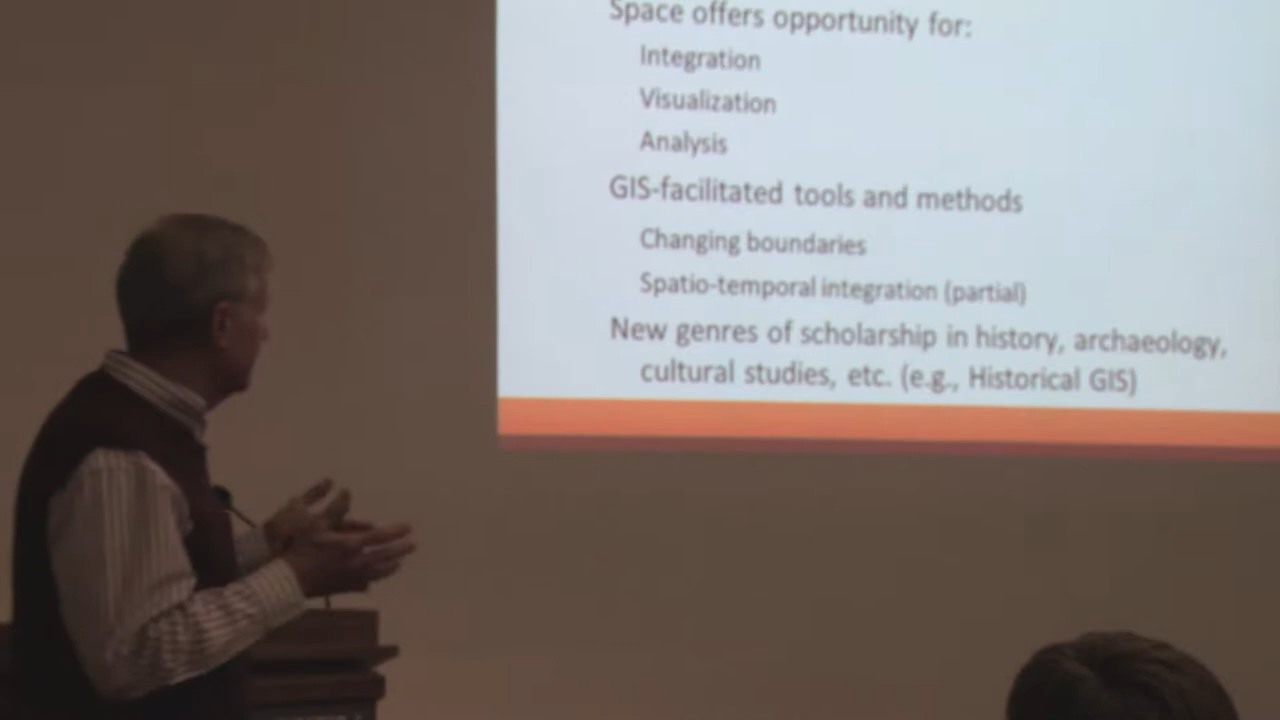 Space offers opportunity for:
Integration
Visualization
Analysis
GIS-facilitated tools and methods
Changing boundaries
Spatio-temporal integration (partial)
New genres of scholarship in history, archaeology,
cultural studies, etc. (e.g., Historical GIS)